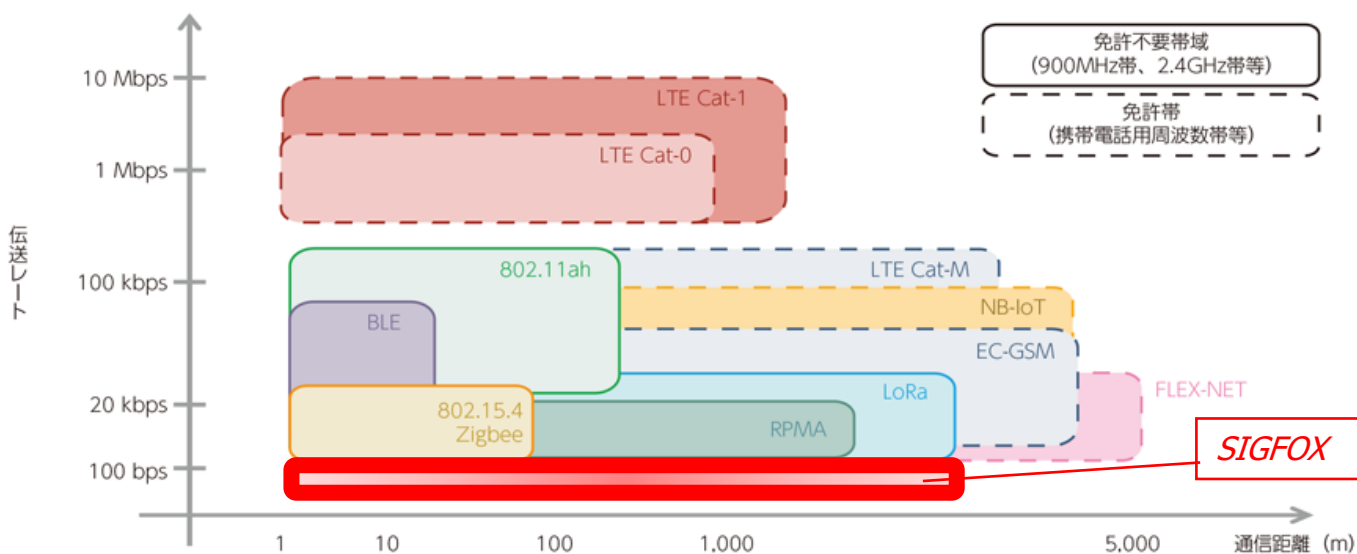 免許不要帯域
(900MHz帯、2.4GHz帯等)
免許帯
(携帯電話用周波数帯等)
伝送レート
10 Mbps
1 Mbps
100 kbps
20 kbps
100 bps
LTE Cat-1
LTE Cat-0
802.11ah
LTE Cat-M
NB-IoT
BLE
EC-GSM
LoRa
FLEX-NET
802.15.4
Zigbee
RPMA
SIGFOX
1
10
100
1.000
5.000
通信距離 (m)